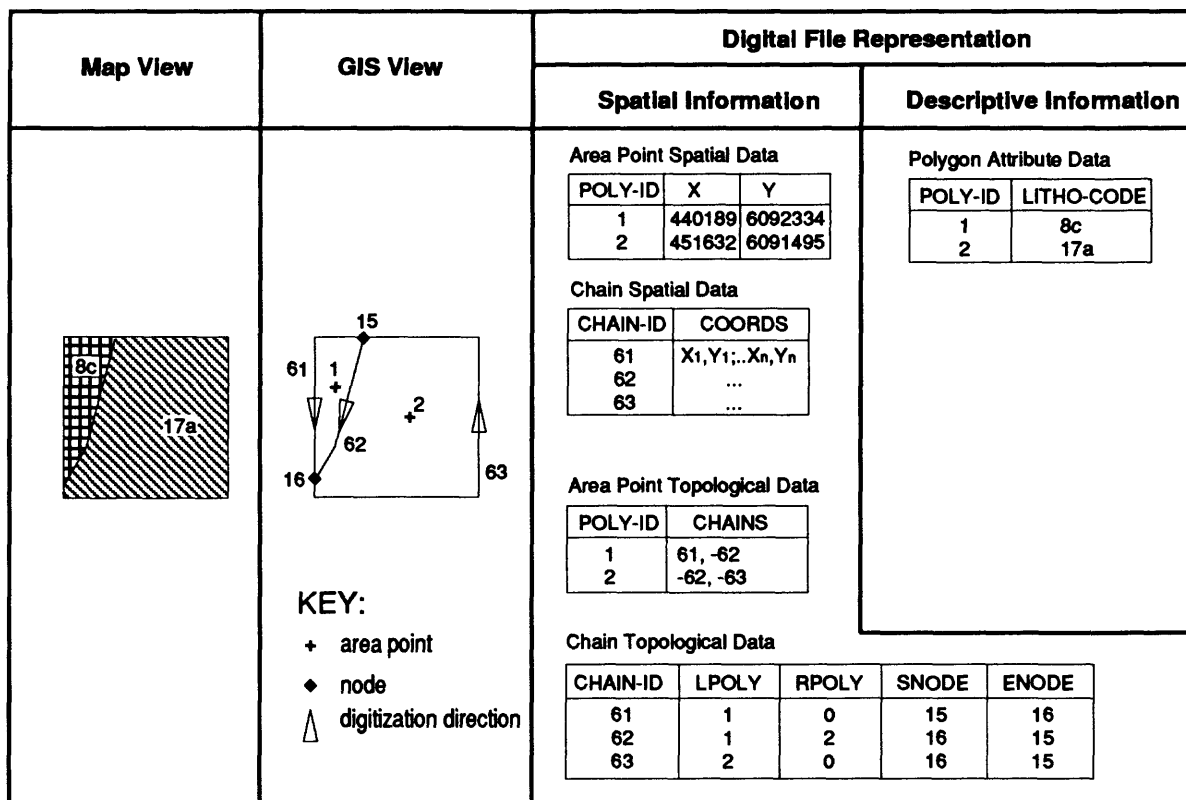 Map View
GIS View
Digital File Representation
Spatial Information
Descriptive Information
8c
17a
15
61
1
2
62
16
63
KEY:
area point
node
digitization direction
Area Point Spatial Data
POLY-ID X Y
1 440189 6092334
2 451632 6091495
Chain Spatial Data
CHAIN-ID COORDS
61 X1,Y1;..Xn,Yn
62 ...
63 ...
Area Point Topological Data
POLY-ID CHAINS
1 61, -62
2 -62, -63
Chain Topological Data
CHAIN-ID LPOLY RPOLY SNODE ENODE
61 1 0 15 16
62 1 2 16 15
63 2 0 16 15
Polygon Attribute Data
POLY-ID LITHO-CODE
1 8c
2 17a